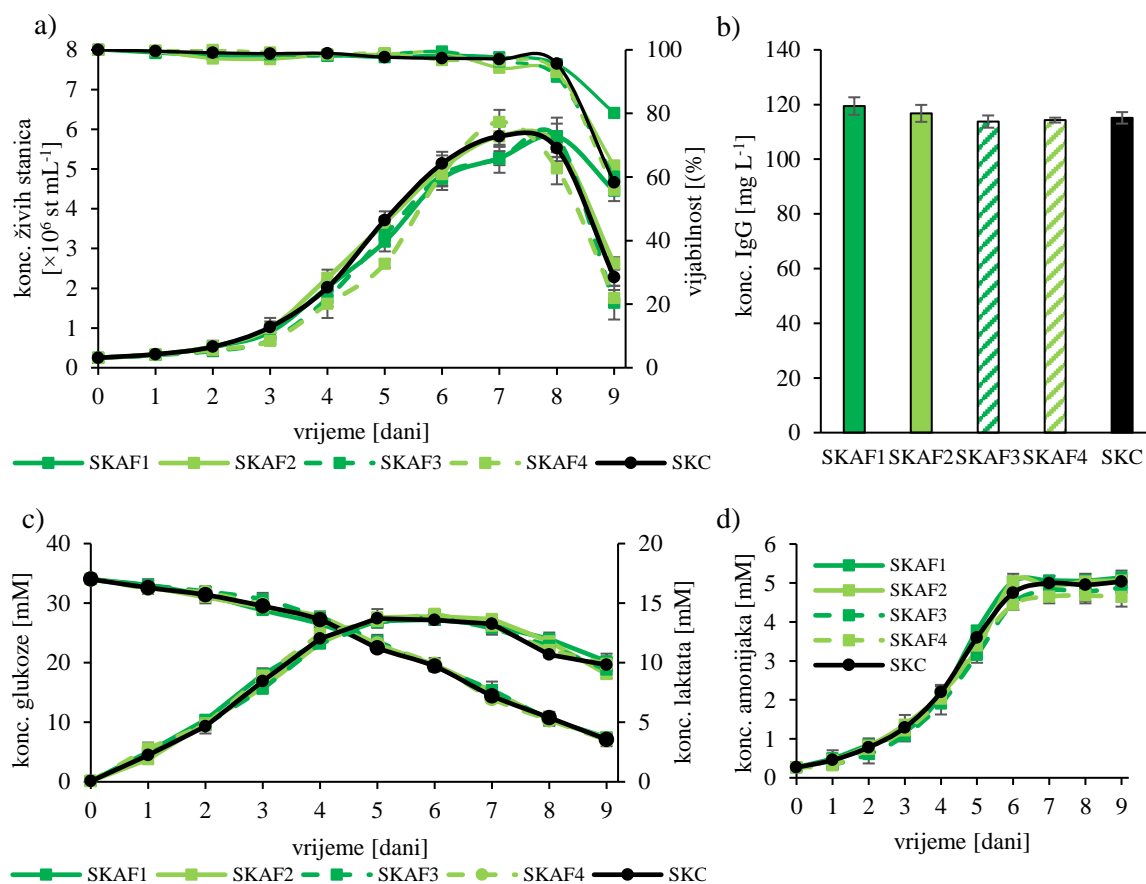 a)
konc. živih stanica
[×10⁶ st mL⁻¹]
8
7
6
5
4
3
2
1
0
100
80
60
40
20
0
vijabilnost [(%)
0 1 2 3 4 5 6 7 8 9
vrijeme [dani]
SKAF1 SKAF2 SKAF3 SKAF4 SKC
b)
konc. IgG [mg L⁻¹]
140
120
100
80
60
40
20
0
SKAF1 SKAF2 SKAF3 SKAF4 SKC
c)
konc. glukoze [mM]
40
30
20
10
0
20
15
10
5
0
konc. laktata [mM]
0 1 2 3 4 5 6 7 8 9
vrijeme [dani]
SKAF1 SKAF2 SKAF3 SKAF4 SKC
d)
konc. amonijaka [mM]
6
5
4
3
2
1
0
SKAF1
SKAF2
SKAF3
SKAF4
SKC
0 1 2 3 4 5 6 7 8 9
vrijeme [dani]